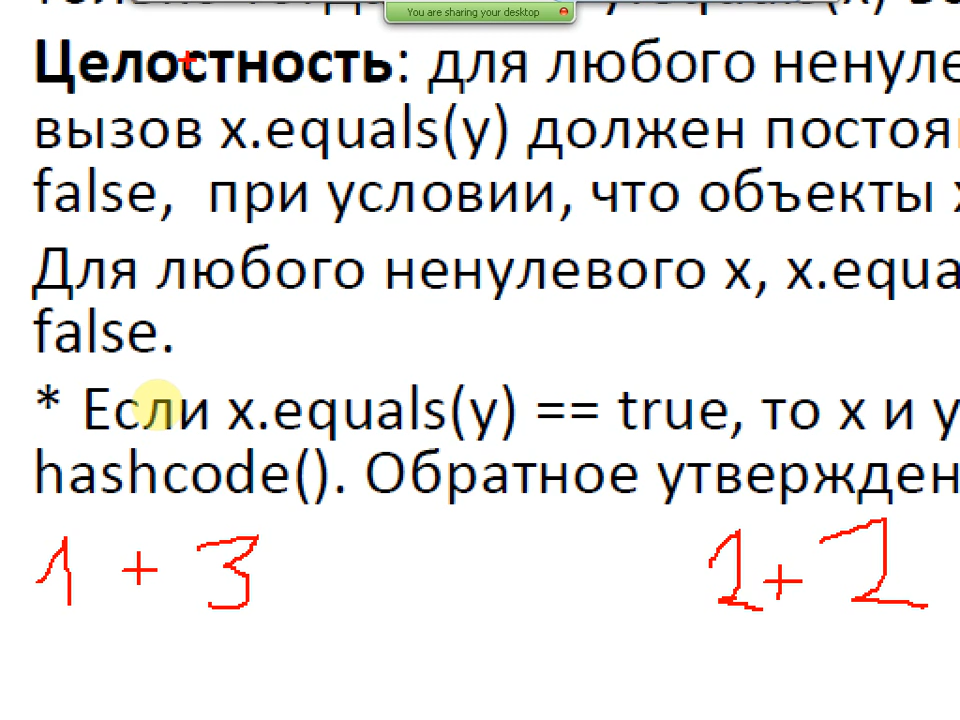 You are sharing your desktop
Целостность: для любого ненуле
вызов x.equals(y) должен постоя
false, при условии, что объекты x
Для любого ненулевого x, x.equa
false.
* Если x.equals(y) == true, то x и y
hashcode(). Обратное утвержден
1 + 3 2 + 2